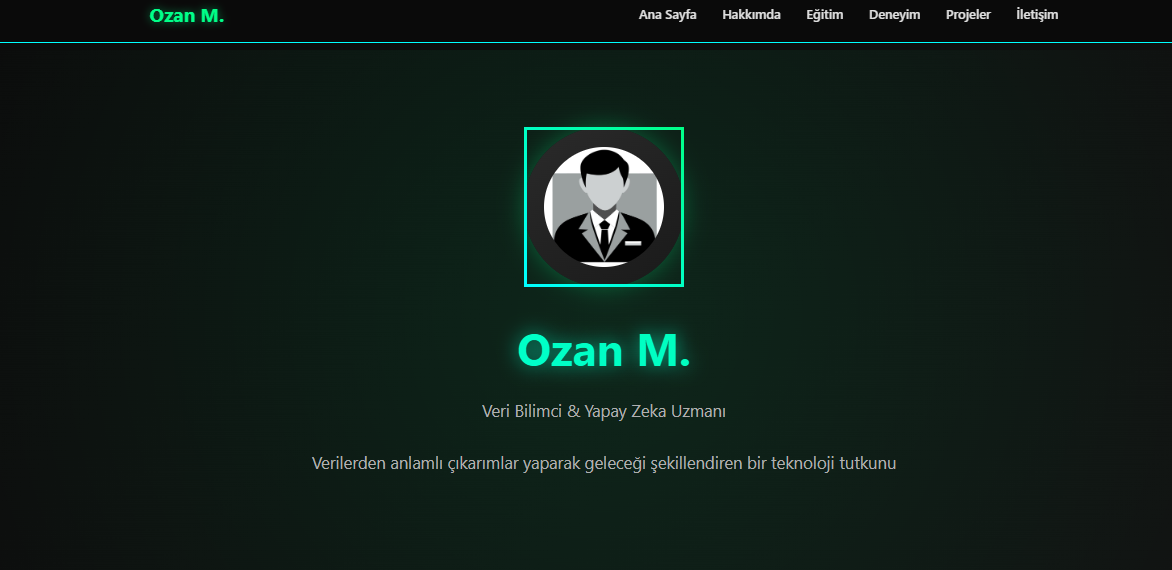 Ozan M.
Ana Sayfa Hakkımda Eğitim Deneyim Projeler İletişim
Ozan M.
Veri Bilimci & Yapay Zeka Uzmanı
Verilerden anlamlı çıkarımlar yaparak geleceği şekillendiren bir teknoloji tutkunu